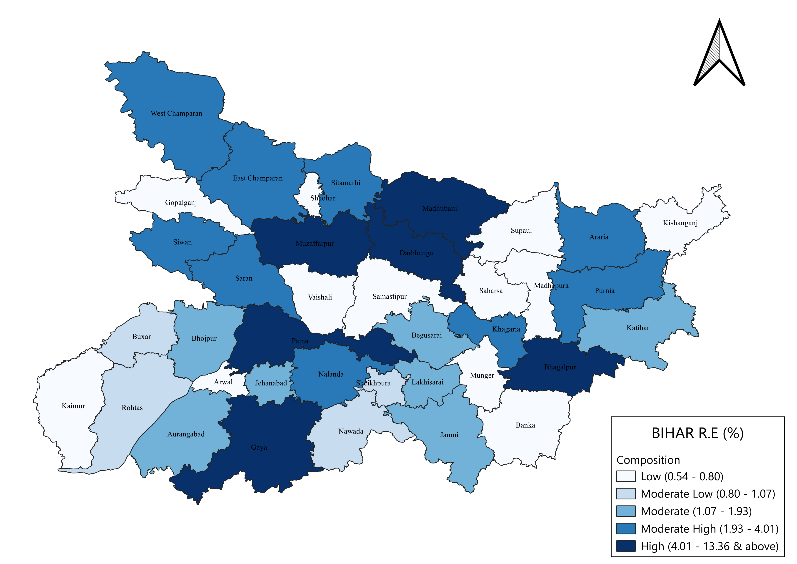 West Champaran
East Champaran
Sitamarhi
Sheohar
Gopalganj
Madhubani
Kishanganj
Supaul
Araria
Siwan
Muzaffarpur
Darbhanga
Saran
Madhepura
Purnia
Saharsa
Vaishali
Samastipur
Katihar
Khagaria
Buxar
Bhojpur
Patna
Begusarai
Bhagalpur
Nalanda
Munger
Arwal
Jehanabad
Sheikhpura
Lakhisarai
Kaimur
Rohtas
Banka
Aurangabad
Nawada
Jamui
Gaya
BIHAR R.E (%)
Composition
Low (0.54 - 0.80)
Moderate Low (0.80 - 1.07)
Moderate (1.07 - 1.93)
Moderate High (1.93 - 4.01)
High (4.01 - 13.36 & above)